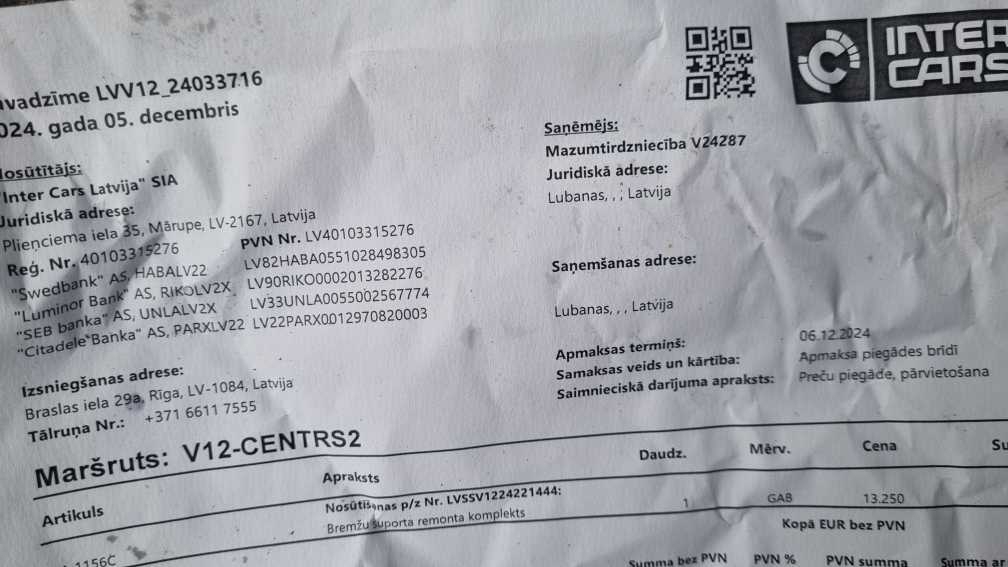 INTER
CARS
LVV12_24033716
gada 05. decembris
"Inter Cars Latvija" SIA
Juridiskā adrese:
Plieņciema iela 35, Mārupe, LV-2167, Latvija
Reģ. Nr. 40103315276 PVN Nr. LV40103315276
"Swedbank" AS, HABALV22 LV82HABA0551028498305
"Luminor Bank" AS, RIKOLV2X LV90RIKO0002013282276
"SEB banka" AS, UNLALV2X LV33UNLA0055002567774
"Citadele Banka" AS, PARXLV22 LV22PARX0012970820003
Izsniegšanas adrese:
Braslas iela 29a, Rīga, LV-1084, Latvija
Tālruņa Nr.: +371 6611 7555
Saņēmējs:
Mazumtirdzniecība V24287
Juridiskā adrese:
Lubanas, , ; Latvija
Saņemšanas adrese:
Lubanas, , , Latvija
Apmaksas termiņš: 06.12.2024
Samaksas veids un kārtība: Apmaksa piegādes brīdī
Saimnieciskā darījuma apraksts: Preču piegāde, pārvietošana
Maršruts: V12-CENTRS2
Artikuls Apraksts Daudz. Mērv. Cena
Nosūtīšanas p/z Nr. LVSSV1224221444:
Bremžu suporta remonta komplekts 1 GAB 13.250
Kopā EUR bez PVN
1156C
Summa bez PVN PVN % PVN summa Summa ar